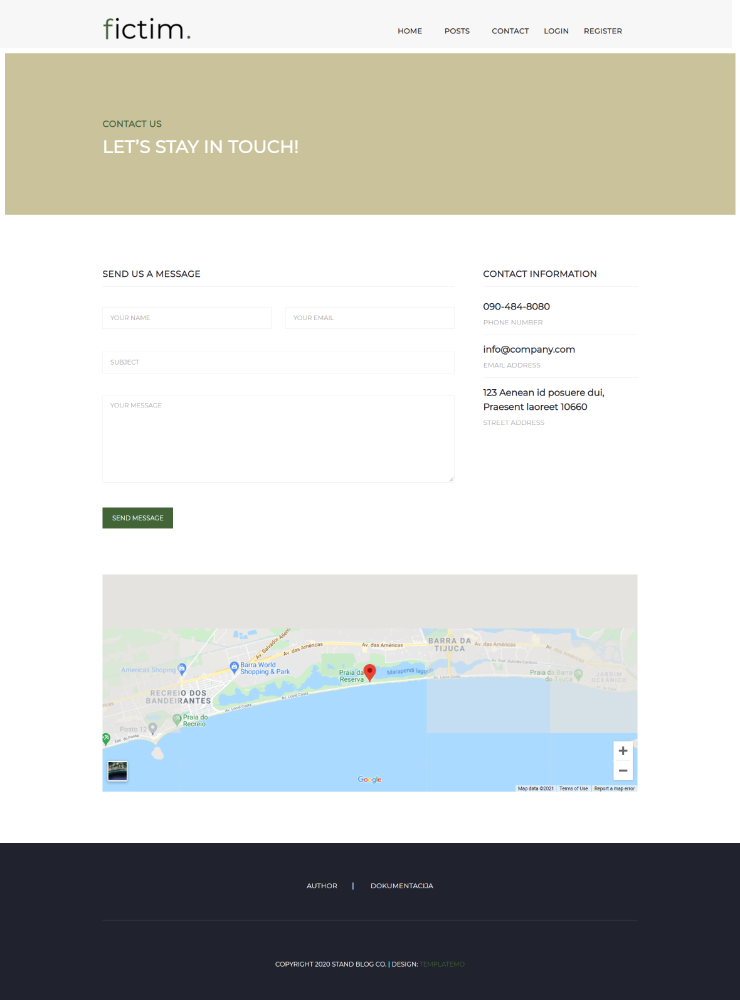 fictim.
HOME POSTS CONTACT LOGIN REGISTER
CONTACT US
LET'S STAY IN TOUCH!
SEND US A MESSAGE
YOUR NAME YOUR EMAIL
SUBJECT
YOUR MESSAGE
SEND MESSAGE
CONTACT INFORMATION
090-484-8080
PHONE NUMBER
info@company.com
EMAIL ADDRESS
123 Aenean id posuere dui,
Praesent laoreet 10660
STREET ADDRESS
Av. Salvador Allende
Av. das Américas
Av. das Américas
BARRA DA
TIJUCA
Av. das Américas
Av. das Américas
Av. Pref. Dulcídio Cardoso
Americas Shoping
Barra World
Shopping & Park
Praia da
Reserva
Marapendi lagoon
Av. Lúcio Costa
Praia da Barra
da Tijuca
JARDIM
OCEÂNICO
RECREIO DOS
BANDEIRANTES
Av. Lúcio Costa
Av. Lúcio Costa
ricas
Praia do
Recreio
Posto 12
Estr. do Pontal
Google
Map data ©2021 Terms of Use Report a map error
AUTHOR | DOKUMENTACIJA
COPYRIGHT 2020 STAND BLOG CO. | DESIGN: TEMPLATEMO